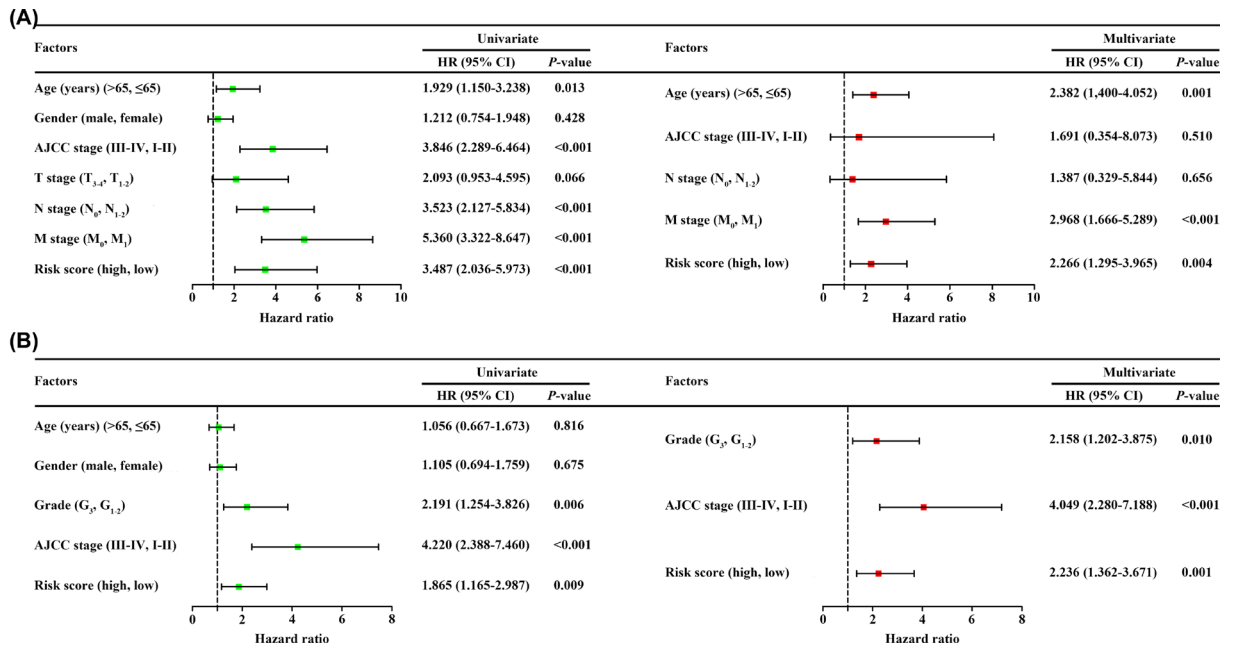 (A)
Factors Univariate
HR (95% CI) P-value
Age (years) (>65, ≤65) 1.929 (1.150-3.238) 0.013
Gender (male, female) 1.212 (0.754-1.948) 0.428
AJCC stage (III-IV, I-II) 3.846 (2.289-6.464) <0.001
T stage (T3-4, T1-2) 2.093 (0.953-4.595) 0.066
N stage (N0, N1-2) 3.523 (2.127-5.834) <0.001
M stage (M0, M1) 5.360 (3.322-8.647) <0.001
Risk score (high, low) 3.487 (2.036-5.973) <0.001
0 2 4 6 8 10
Hazard ratio
Factors Multivariate
HR (95% CI) P-value
Age (years) (>65, ≤65) 2.382 (1,400-4.052) 0.001
AJCC stage (III-IV, I-II) 1.691 (0.354-8.073) 0.510
N stage (N0, N1-2) 1.387 (0.329-5.844) 0.656
M stage (M0, M1) 2.968 (1.666-5.289) <0.001
Risk score (high, low) 2.266 (1.295-3.965) 0.004
0 2 4 6 8 10
Hazard ratio
(B)
Factors Univariate
HR (95% CI) P-value
Age (years) (>65, ≤65) 1.056 (0.667-1.673) 0.816
Gender (male, female) 1.105 (0.694-1.759) 0.675
Grade (G3, G1-2) 2.191 (1.254-3.826) 0.006
AJCC stage (III-IV, I-II) 4.220 (2.388-7.460) <0.001
Risk score (high, low) 1.865 (1.165-2.987) 0.009
0 2 4 6 8
Hazard ratio
Factors Multivariate
HR (95% CI) P-value
Grade (G3, G1-2) 2.158 (1.202-3.875) 0.010
AJCC stage (III-IV, I-II) 4.049 (2.280-7.188) <0.001
Risk score (high, low) 2.236 (1.362-3.671) 0.001
0 2 4 6 8
Hazard ratio